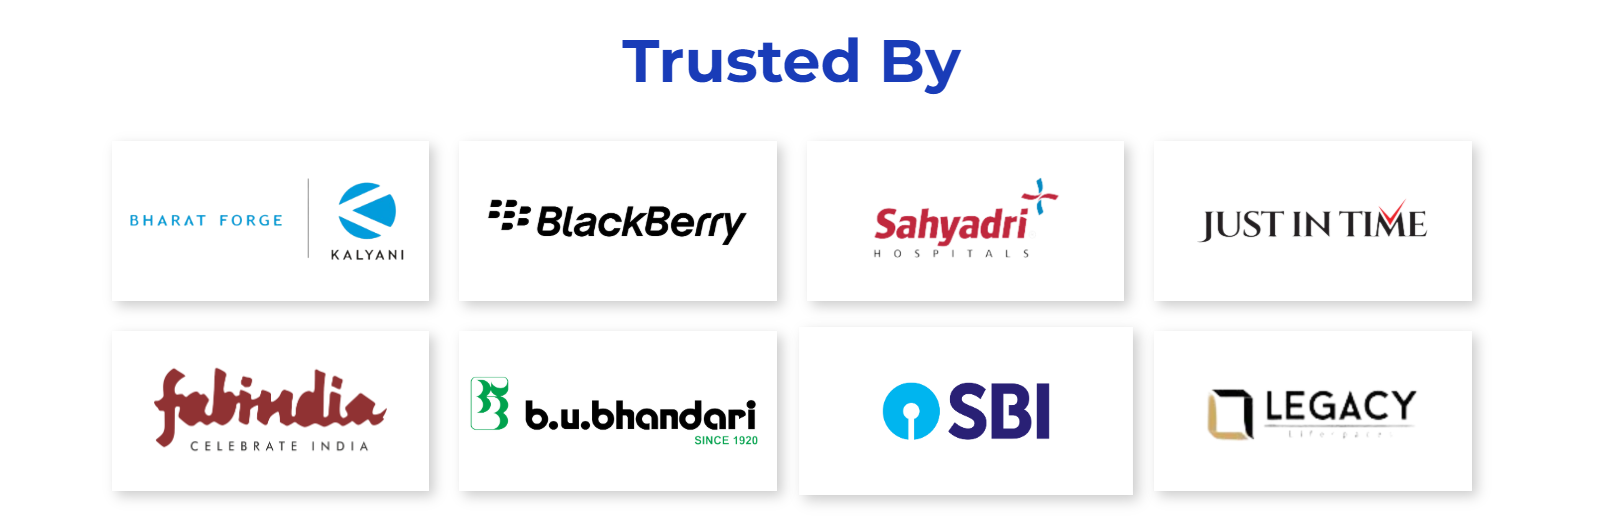 Trusted By
BHARAT FORGE
KALYANI
BlackBerry
Sahyadri
HOSPITALS
JUST IN TIME
fabindia
CELEBRATE INDIA
b.u.bhandari
SINCE 1920
SBI
LEGACY
Lifespaces